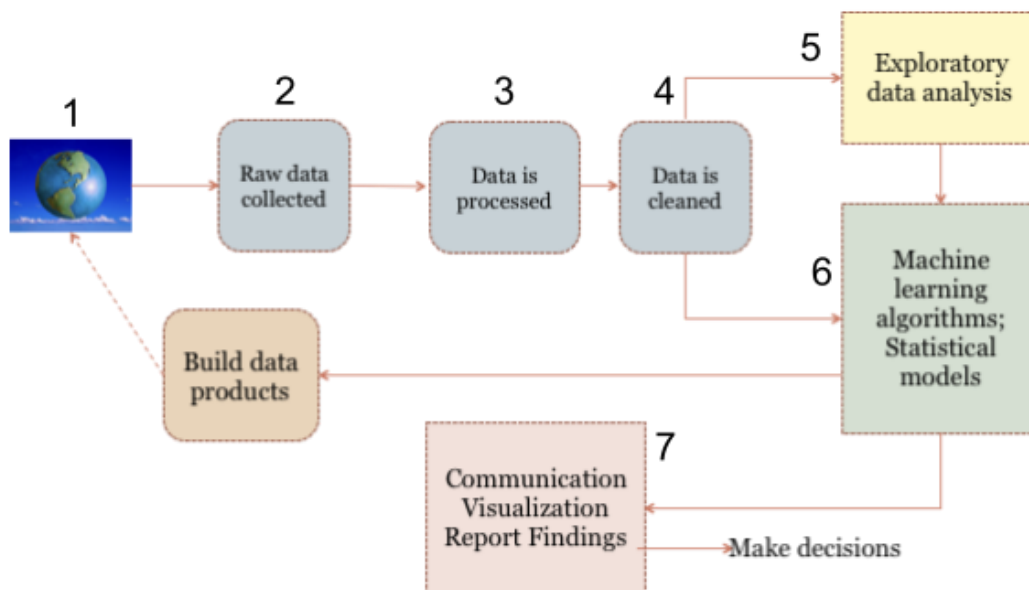 1
2
Raw data
collected
3
Data is
processed
4
Data is
cleaned
5
Exploratory
data analysis
6
Machine
learning
algorithms;
Statistical
models
Build data
products
7
Communication
Visualization
Report Findings
Make decisions